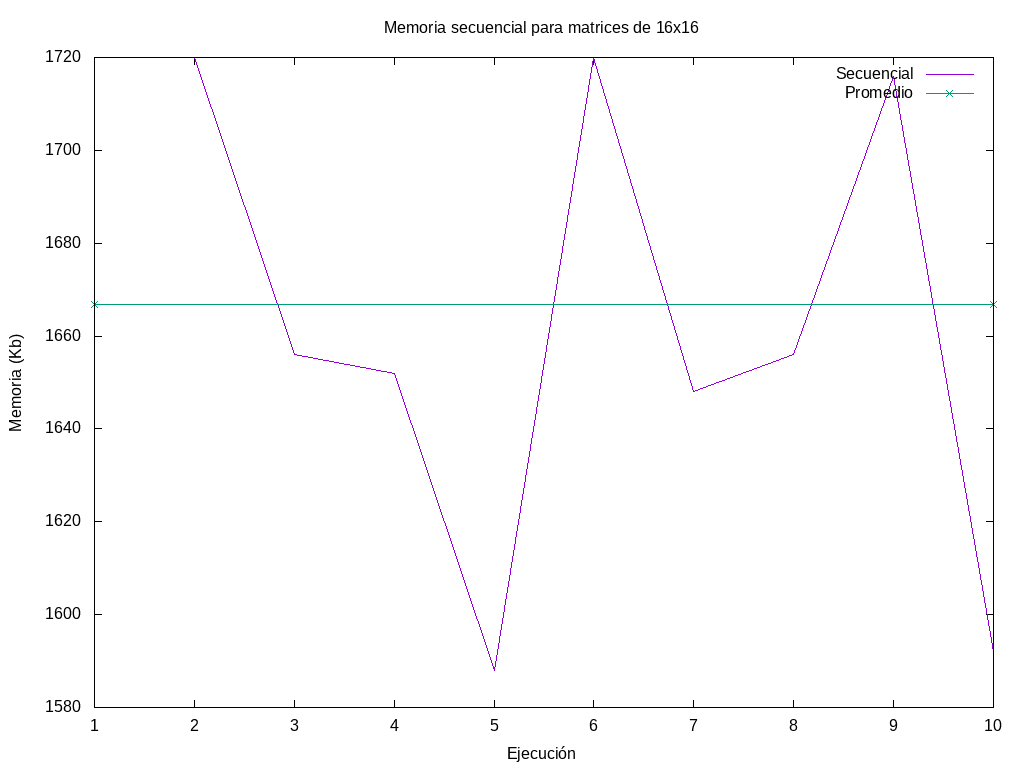 Memoria secuencial para matrices de 16x16
1720
1700
1680
1660
1640
1620
1600
1580
Memoria (Kb)
Secuencial
Promedio
1 2 3 4 5 6 7 8 9 10
Ejecución